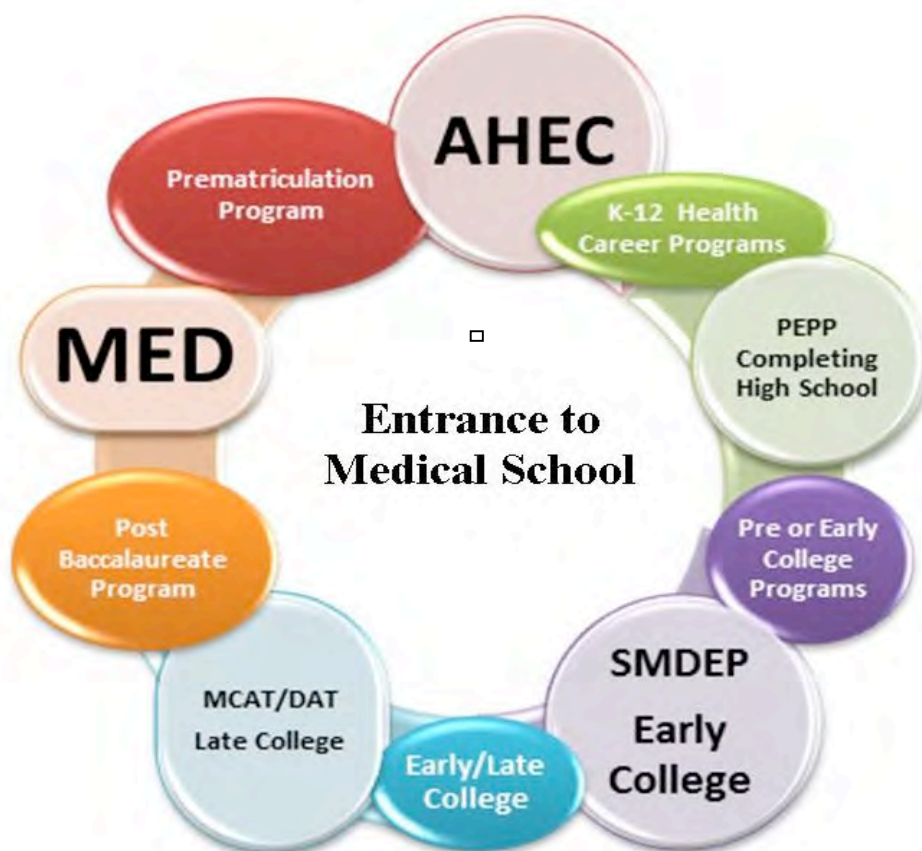 AHEC
K-12 Health
Career Programs
PEPP
Completing
High School
Pre or Early
College
Programs
SMDEP
Early
College
Early/Late
College
MCAT/DAT
Late College
Post
Baccalaureate
Program
MED
Prematriculation
Program
Entrance to
Medical School